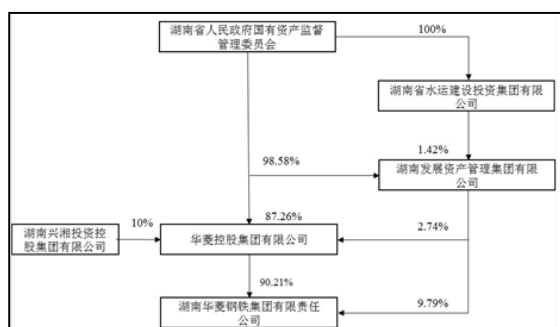 湖南省人民政府国有资产监督
管理委员会
100%
湖南省水运建设投资集团有限
公司
1.42%
98.58%
湖南发展资产管理集团有限
公司
87.26%
10%
2.74%
湖南兴湘投资控
股集团有限公司
华菱控股集团有限公司
90.21%
9.79%
湖南华菱钢铁集团有限责任
公司